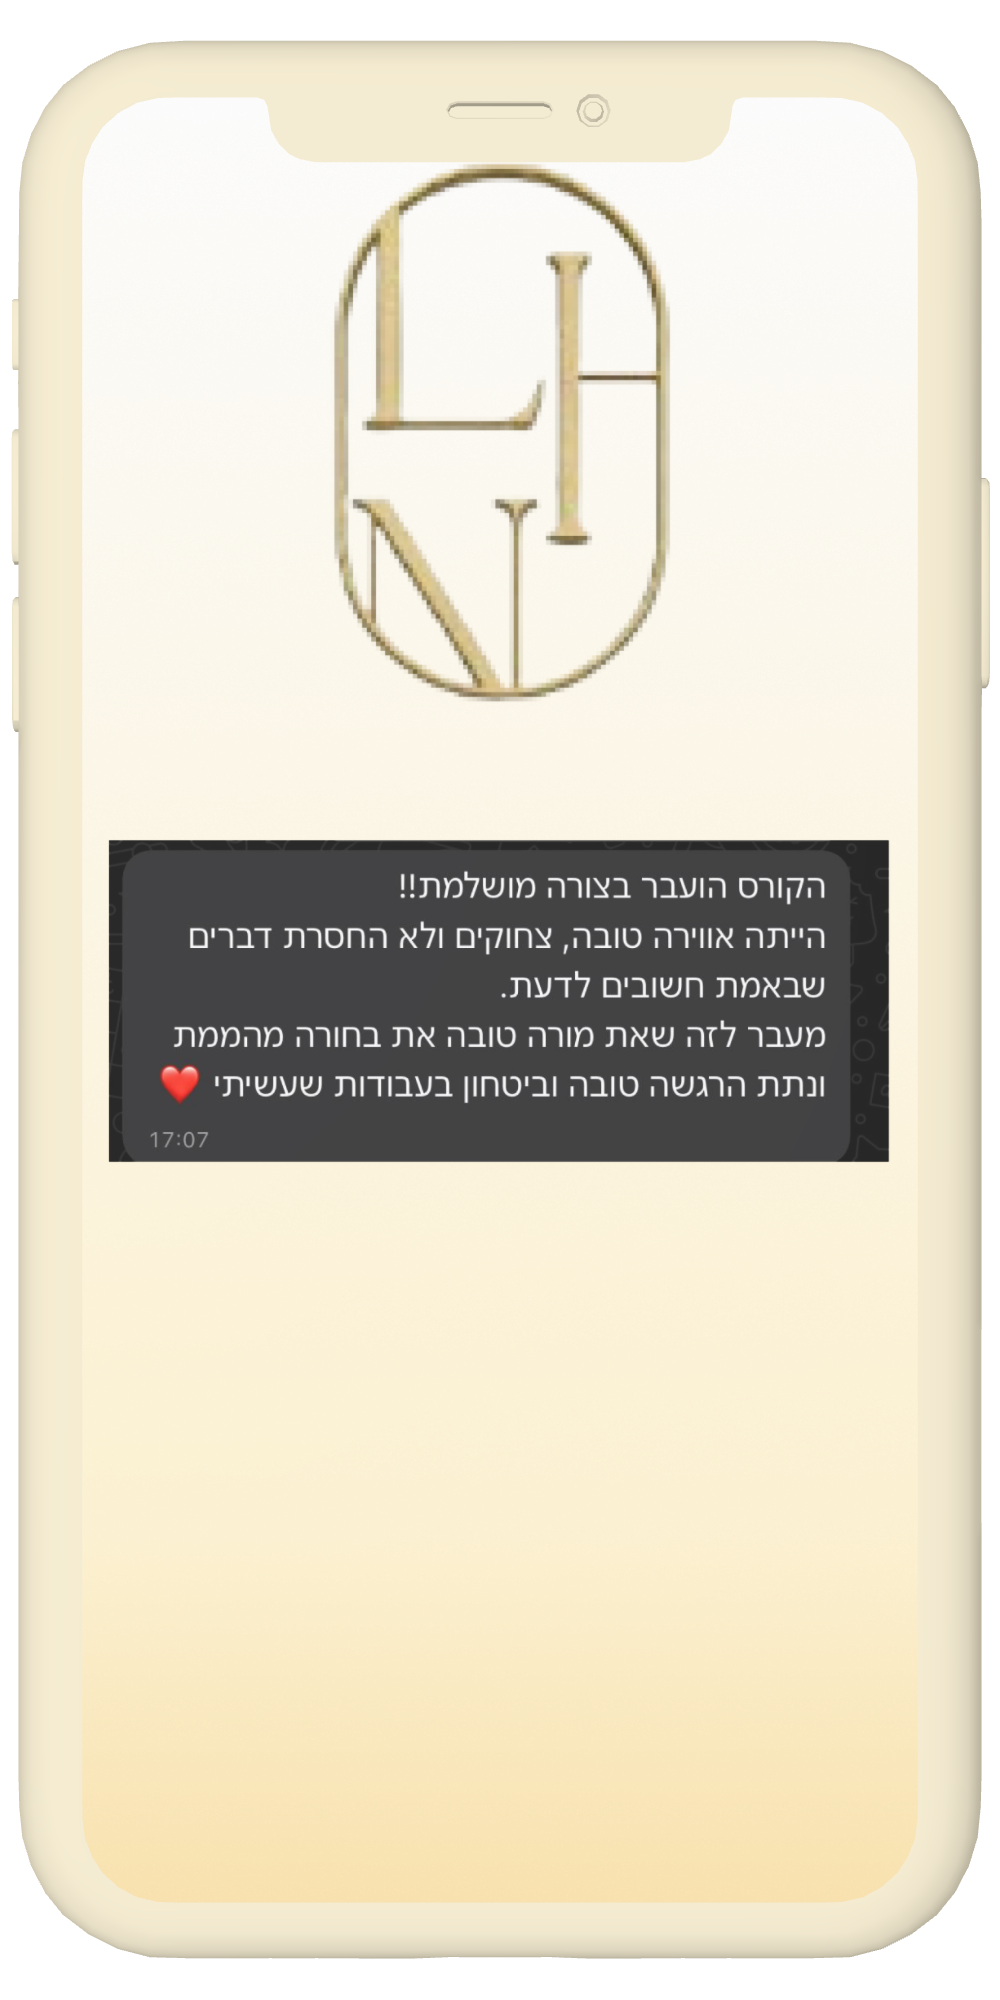 L H
N
הקורס הועבר בצורה מושלמת!!
הייתה אווירה טובה, צחוקים ולא החסרת דברים
שבאמת חשובים לדעת.
מעבר לזה שאת מורה טובה את בחורה מהממת
ונתת הרגשה טובה וביטחון בעבודות שעשיתי ❤️
17:07